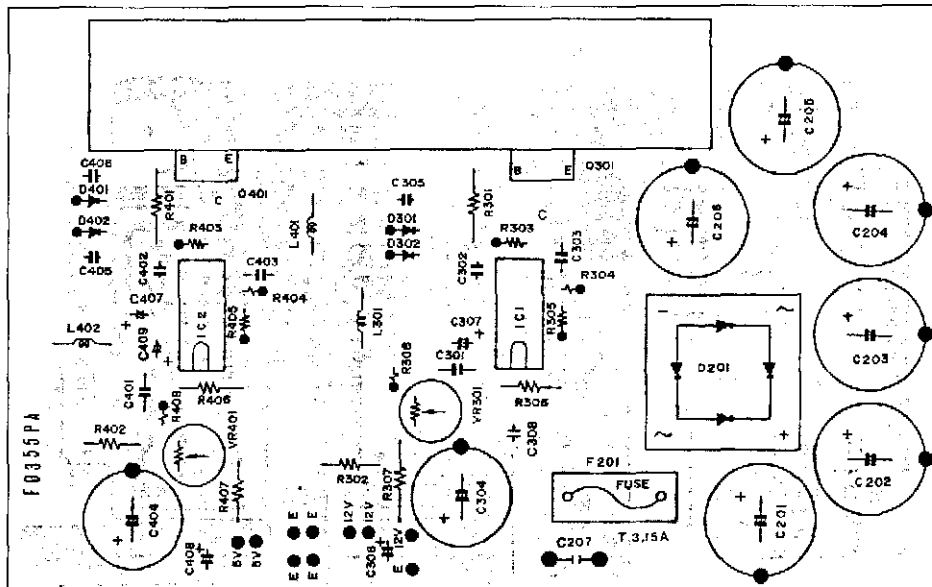 C205
C406
D401
D402
C405
R401
B E
Q401
C
R403
C402
C403
R404
L401
C305
D301
D302
R301
B E
Q301
C
R303
C302
C303
R304
C206
C204
C407
L402
C409
IC2
R405
L301
C307
C301
IC1
R305
D201
C203
C401
R406
R408
VR401
R402
VR301
R306
C308
R302
R307
C304
F201
FUSE
T.3.15A
C202
C201
C207
F0355PA
C404
R407
C408
5V 5V
E E
E E
12V 12V
12V
E